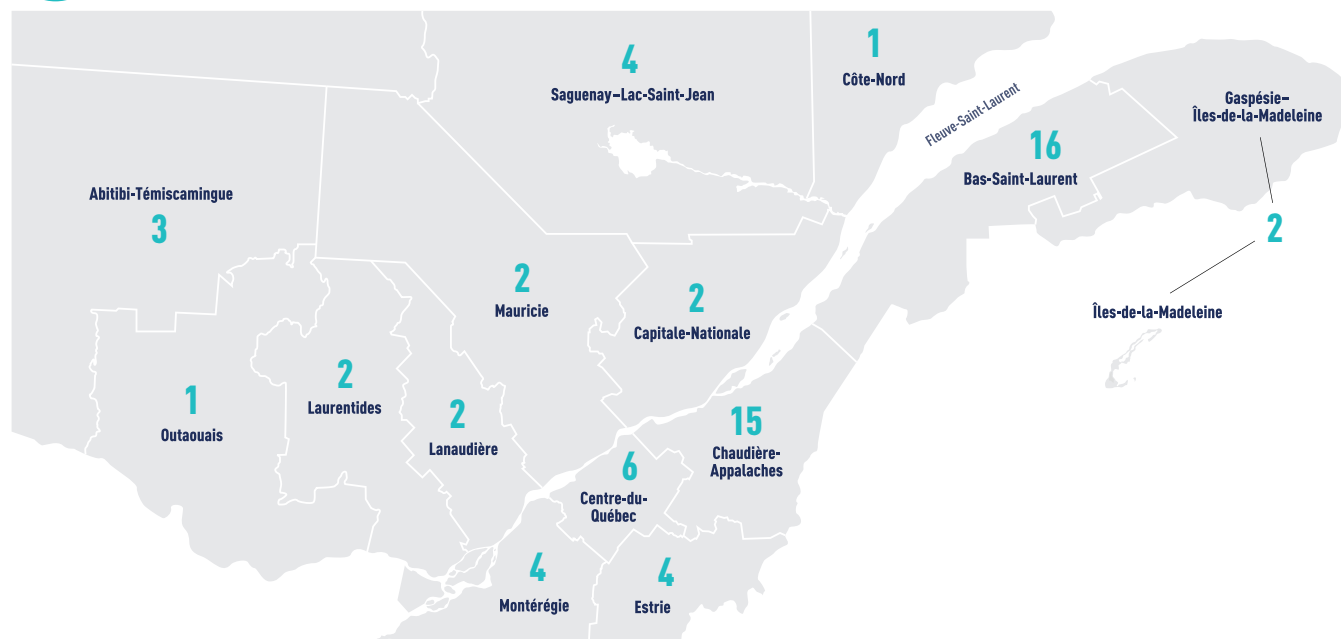 1
Côte-Nord
4
Saguenay–Lac-Saint-Jean
Fleuve-Saint-Laurent
Gaspésie–
Îles-de-la-Madeleine
16
Bas-Saint-Laurent
Abitibi-Témiscamingue
3
2
2
Mauricie
2
Capitale-Nationale
Îles-de-la-Madeleine
1
Outaouais
2
Laurentides
2
Lanaudière
15
Chaudière-
Appalaches
6
Centre-du-
Québec
4
Montérégie
4
Estrie